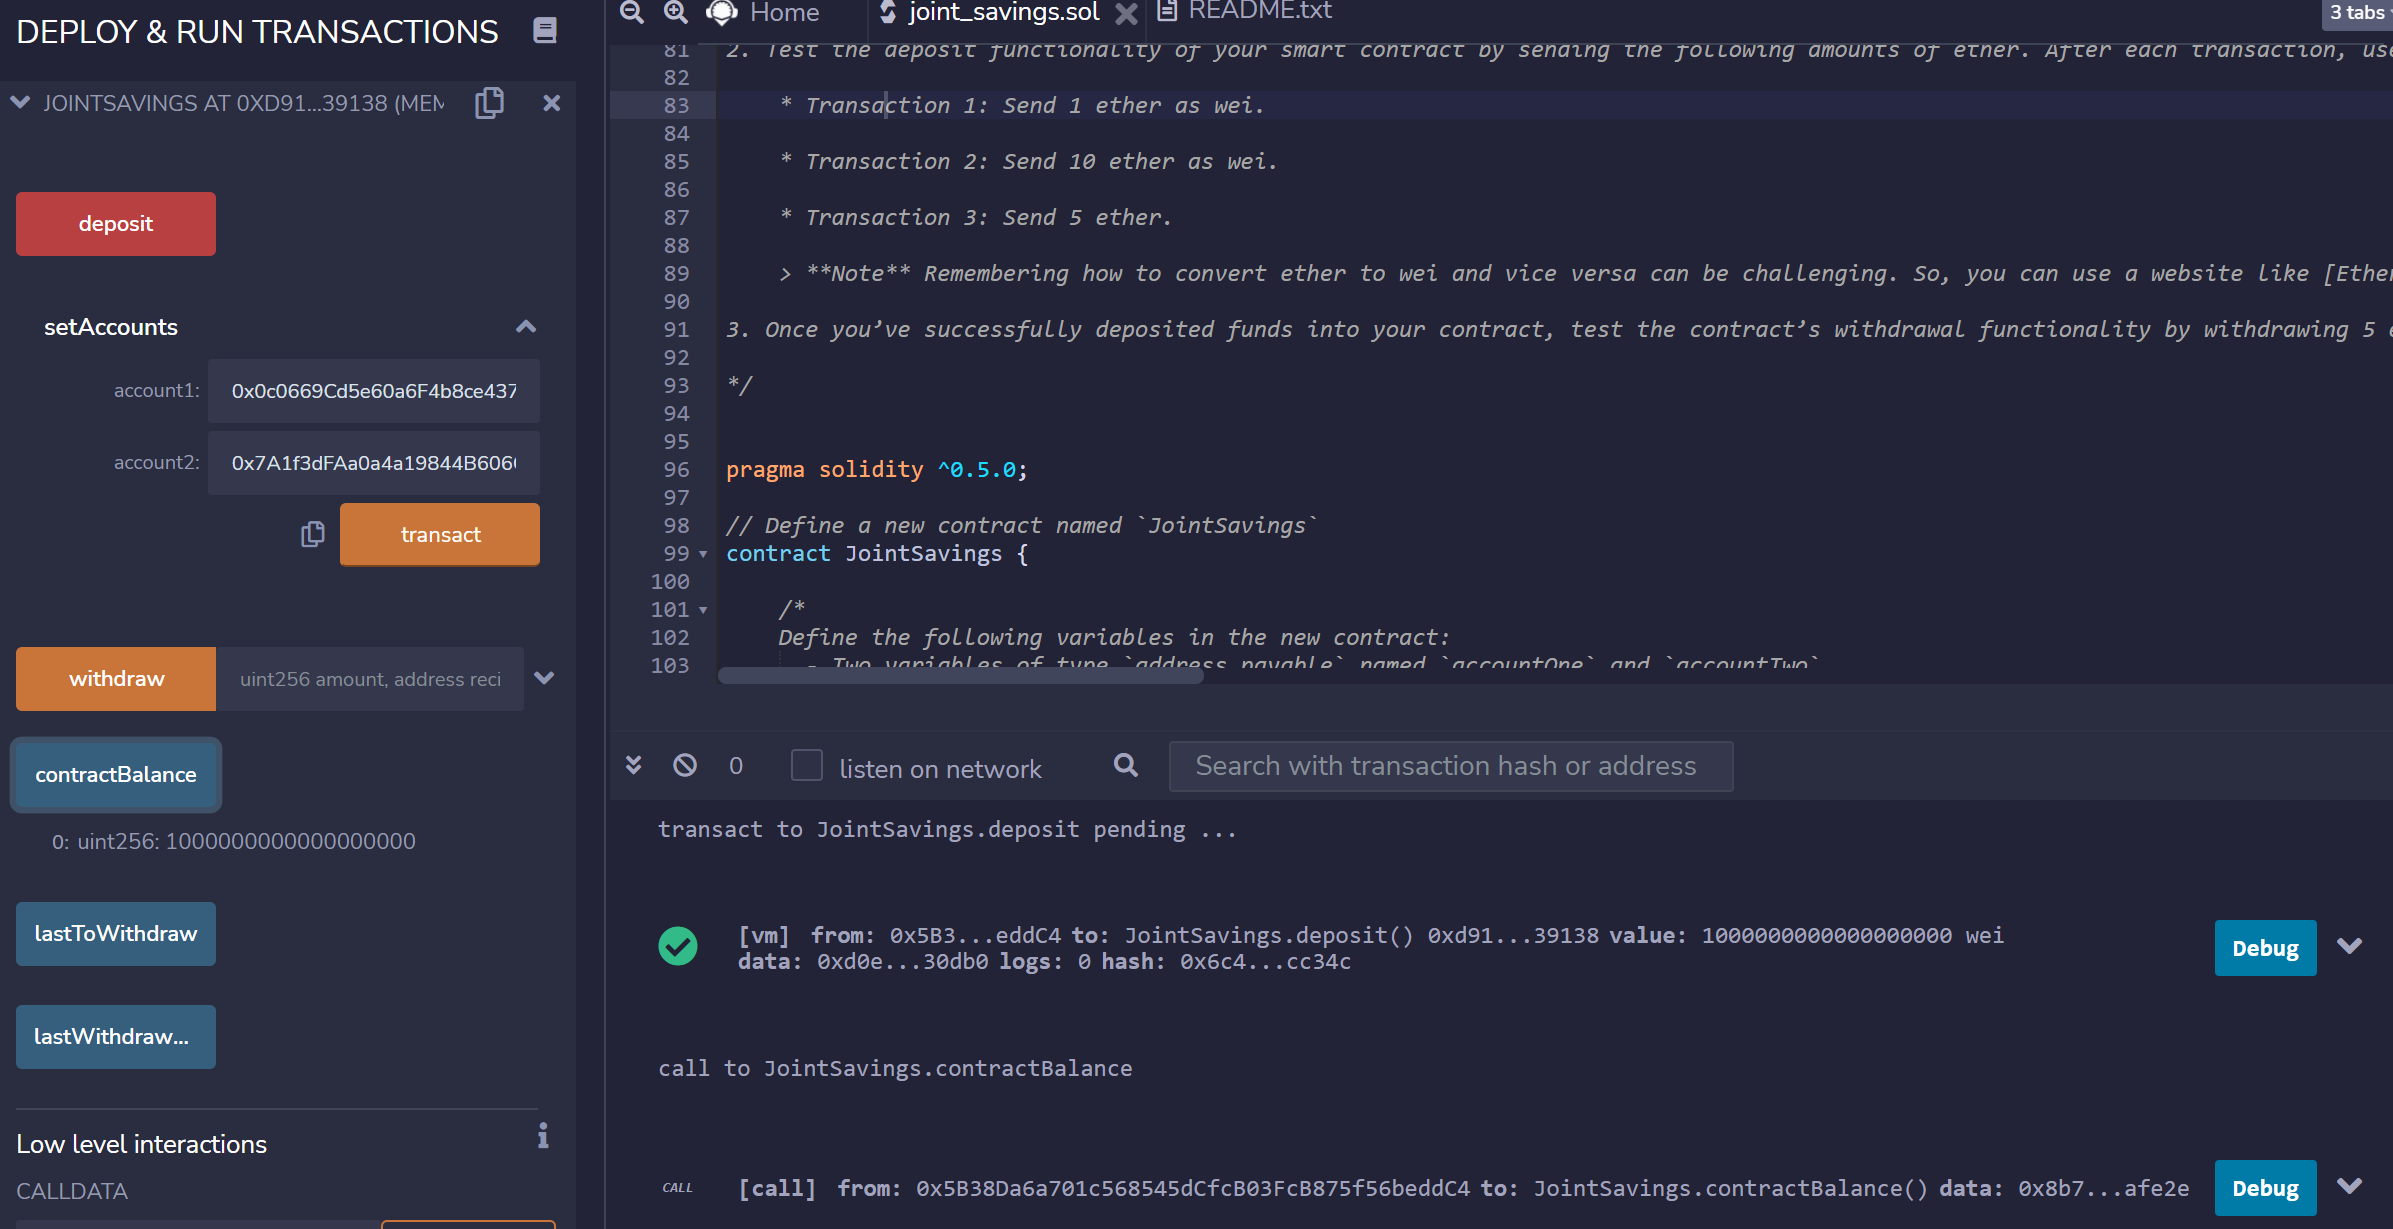 DEPLOY & RUN TRANSACTIONS
JOINTSAVINGS AT 0XD91...39138 (MEM
deposit
setAccounts
account1: 0x0c0669Cd5e60a6F4b8ce437
account2: 0x7A1f3dFAa0a4a19844B606
transact
withdraw uint256 amount, address reci
contractBalance
0: uint256: 1000000000000000000
lastToWithdraw
lastWithdraw...
Low level interactions
CALLDATA
Home joint_savings.sol README.txt 3 tabs
81 2. Test the deposit functionality of your smart contract by sending the following amounts of ether. After each transaction, use
82
83 * Transaction 1: Send 1 ether as wei.
84
85 * Transaction 2: Send 10 ether as wei.
86
87 * Transaction 3: Send 5 ether.
88
89 > **Note** Remembering how to convert ether to wei and vice versa can be challenging. So, you can use a website like [Ether
90
91 3. Once you’ve successfully deposited funds into your contract, test the contract’s withdrawal functionality by withdrawing 5 e
92
93 */
94
95
96 pragma solidity ^0.5.0;
97
98 // Define a new contract named `JointSavings`
99 contract JointSavings {
100
101 /*
102 Define the following variables in the new contract:
103 - Two variables of type `address payable` named `accountOne` and `accountTwo`
0 listen on network Search with transaction hash or address
transact to JointSavings.deposit pending ...
[vm] from: 0x5B3...eddC4 to: JointSavings.deposit() 0xd91...39138 value: 1000000000000000000 wei
data: 0xd0e...30db0 logs: 0 hash: 0x6c4...cc34c
Debug
call to JointSavings.contractBalance
CALL [call] from: 0x5B38Da6a701c568545dCfcB03FcB875f56beddC4 to: JointSavings.contractBalance() data: 0x8b7...afe2e
Debug